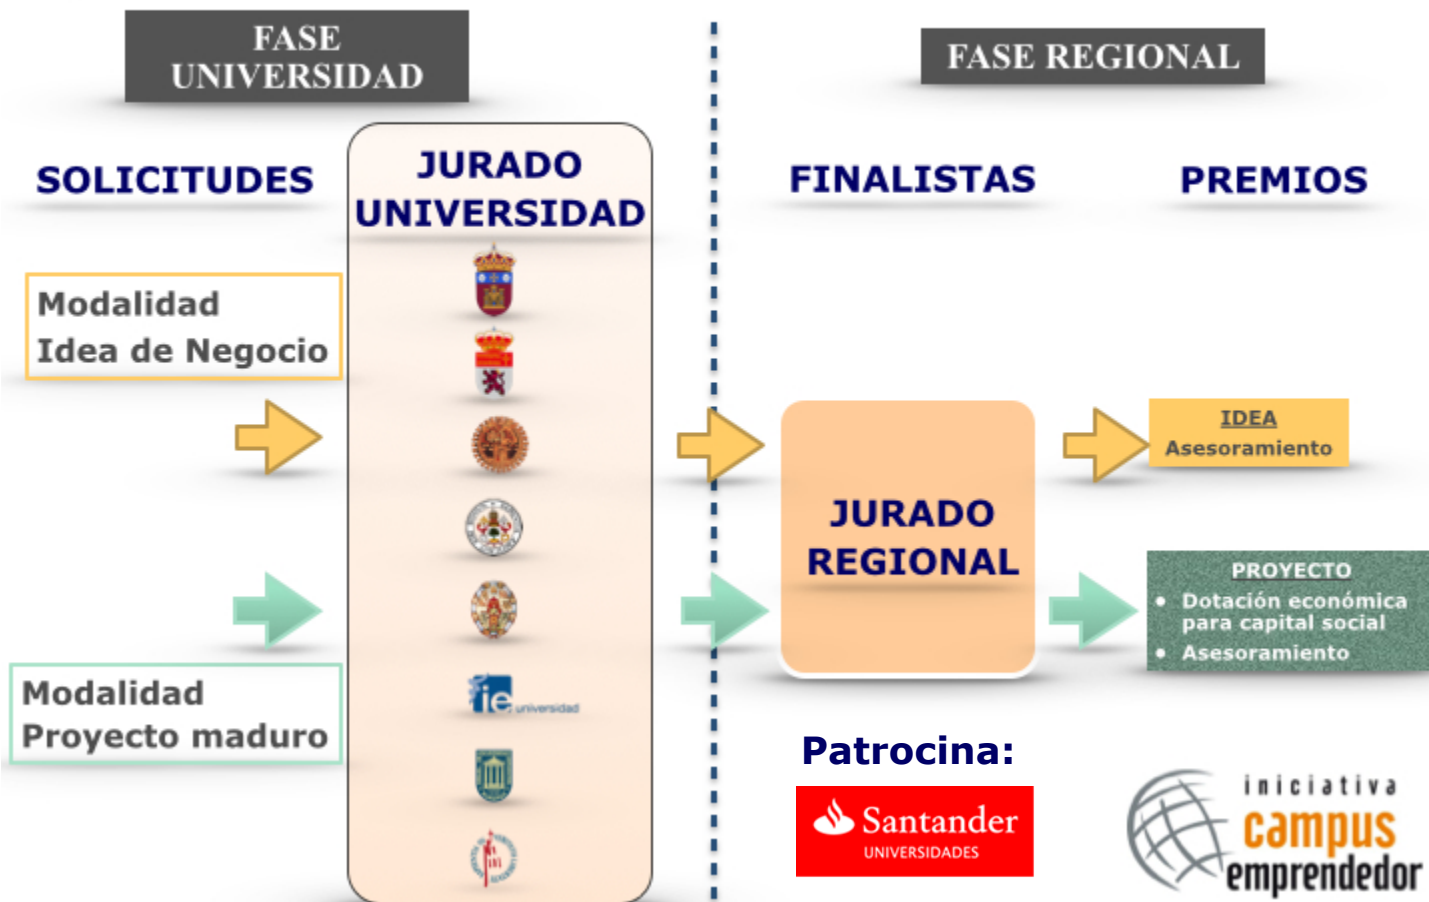 FASE
UNIVERSIDAD
FASE REGIONAL
SOLICITUDES
JURADO
UNIVERSIDAD
FINALISTAS
PREMIOS
Modalidad
Idea de Negocio
IDEA
Asesoramiento
JURADO
REGIONAL
PROYECTO
• Dotación económica
para capital social
• Asesoramiento
Modalidad
Proyecto maduro
ie universidad
Patrocina:
Santander
UNIVERSIDADES
iniciativa
campus
emprendedor